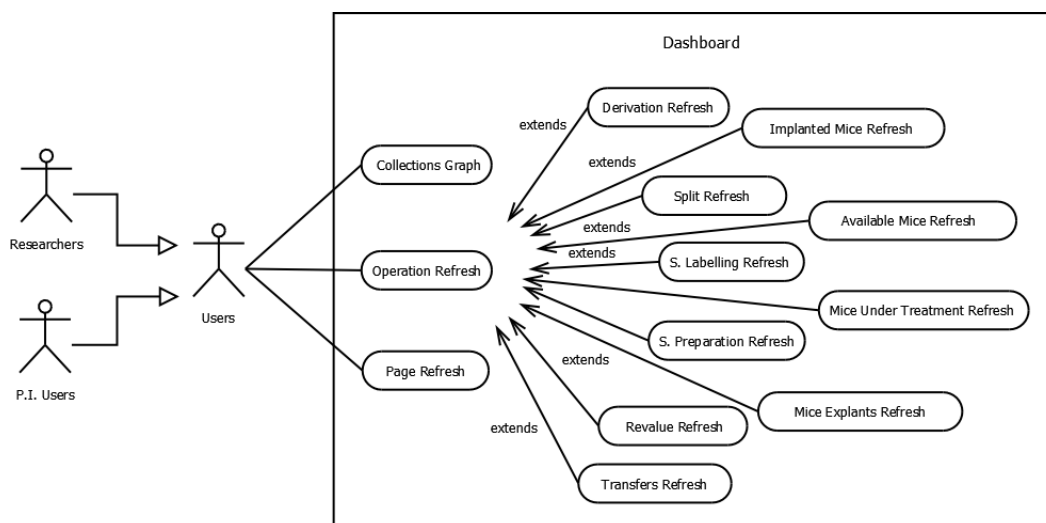 Dashboard
Derivation Refresh
extends
Implanted Mice Refresh
Collections Graph
extends
Split Refresh
Researchers
extends
Available Mice Refresh
extends
S. Labelling Refresh
Operation Refresh
Users
Mice Under Treatment Refresh
S. Preparation Refresh
extends
Page Refresh
P.I. Users
Mice Explants Refresh
extends
Revalue Refresh
Transfers Refresh